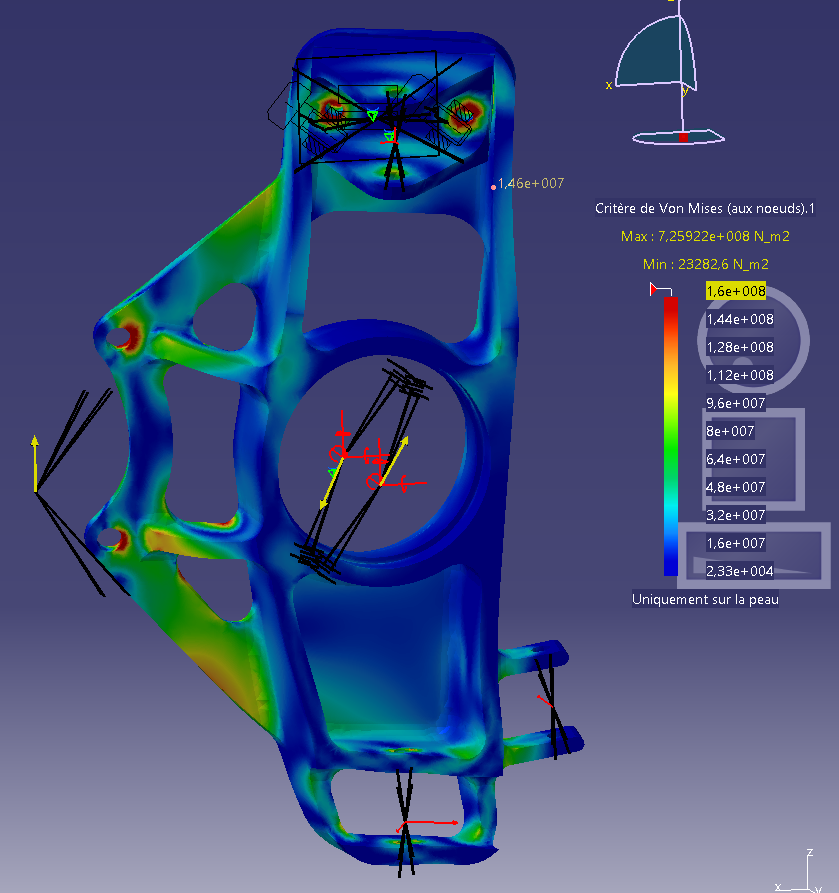 x
y
1,46e+007
Critère de Von Mises (aux noeuds).1
Max : 7,25922e+008 N_m2
Min : 23282,6 N_m2
1,6e+008
1,44e+008
1,28e+008
1,12e+008
9,6e+007
8e+007
6,4e+007
4,8e+007
3,2e+007
1,6e+007
2,33e+004
Uniquement sur la peau
z
x
y